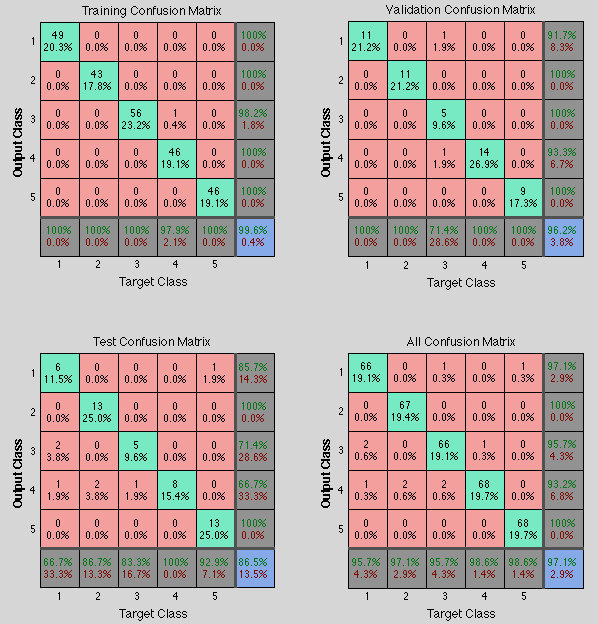 Training Confusion Matrix
1 49 0 0 0 0 100%
20.3% 0.0% 0.0% 0.0% 0.0% 0.0%
2 0 43 0 0 0 100%
0.0% 17.8% 0.0% 0.0% 0.0% 0.0%
3 0 0 56 1 0 98.2%
0.0% 0.0% 23.2% 0.4% 0.0% 1.8%
4 0 0 0 46 0 100%
0.0% 0.0% 0.0% 19.1% 0.0% 0.0%
5 0 0 0 0 46 100%
0.0% 0.0% 0.0% 0.0% 19.1% 0.0%
100% 100% 100% 97.9% 100% 99.6%
0.0% 0.0% 0.0% 2.1% 0.0% 0.4%
1 2 3 4 5
Target Class
Output Class
Validation Confusion Matrix
1 11 0 1 0 0 91.7%
21.2% 0.0% 1.9% 0.0% 0.0% 8.3%
2 0 11 0 0 0 100%
0.0% 21.2% 0.0% 0.0% 0.0% 0.0%
3 0 0 5 0 0 100%
0.0% 0.0% 9.6% 0.0% 0.0% 0.0%
4 0 0 1 14 0 93.3%
0.0% 0.0% 1.9% 26.9% 0.0% 6.7%
5 0 0 0 0 9 100%
0.0% 0.0% 0.0% 0.0% 17.3% 0.0%
100% 100% 71.4% 100% 100% 96.2%
0.0% 0.0% 28.6% 0.0% 0.0% 3.8%
1 2 3 4 5
Target Class
Output Class
Test Confusion Matrix
1 6 0 0 0 1 85.7%
11.5% 0.0% 0.0% 0.0% 1.9% 14.3%
2 0 13 0 0 0 100%
0.0% 25.0% 0.0% 0.0% 0.0% 0.0%
3 2 0 5 0 0 71.4%
3.8% 0.0% 9.6% 0.0% 0.0% 28.6%
4 1 2 1 8 0 66.7%
1.9% 3.8% 1.9% 15.4% 0.0% 33.3%
5 0 0 0 0 13 100%
0.0% 0.0% 0.0% 0.0% 25.0% 0.0%
66.7% 86.7% 83.3% 100% 92.9% 86.5%
33.3% 13.3% 16.7% 0.0% 7.1% 13.5%
1 2 3 4 5
Target Class
Output Class
All Confusion Matrix
1 66 0 1 0 1 97.1%
19.1% 0.0% 0.3% 0.0% 0.3% 2.9%
2 0 67 0 0 0 100%
0.0% 19.4% 0.0% 0.0% 0.0% 0.0%
3 2 0 66 1 0 95.7%
0.6% 0.0% 19.1% 0.3% 0.0% 4.3%
4 1 2 2 68 0 93.2%
0.3% 0.6% 0.6% 19.7% 0.0% 6.8%
5 0 0 0 0 68 100%
0.0% 0.0% 0.0% 0.0% 19.7% 0.0%
95.7% 97.1% 95.7% 98.6% 98.6% 97.1%
4.3% 2.9% 4.3% 1.4% 1.4% 2.9%
1 2 3 4 5
Target Class
Output Class